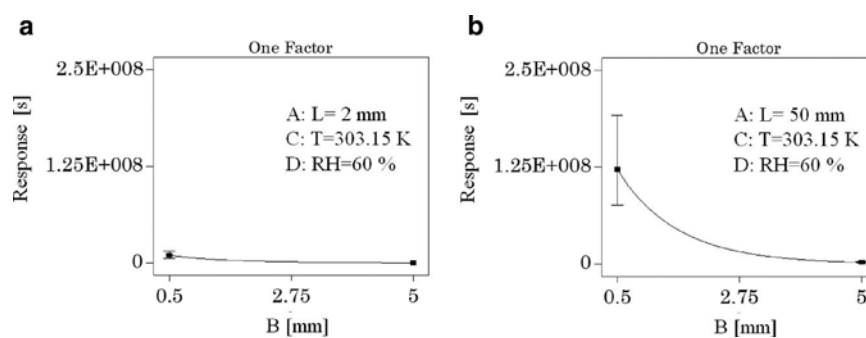 a
One Factor
2.5E+008
1.25E+008
0
Response [s]
A: L= 2 mm
C: T=303.15 K
D: RH=60 %
0.5
2.75
5
B [mm]
b
One Factor
2.5E+008
1.25E+008
0
Response [s]
A: L= 50 mm
C: T=303.15 K
D: RH=60 %
0.5
2.75
5
B [mm]